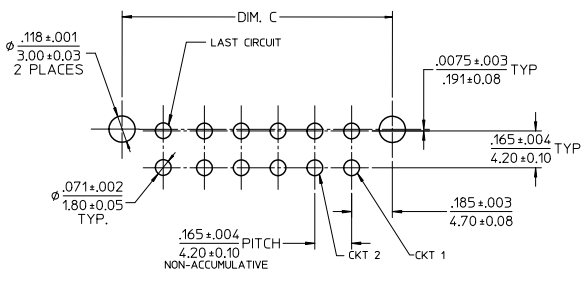 DIM. C
LAST CIRCUIT
ø .118±.001
3.00±0.03
2 PLACES
.0075±.003
.191±0.08 TYP
.165±.004
4.20±0.10 TYP
ø .071±.002
1.80±0.05
TYP.
.185±.003
4.70±0.08
.165±.004
4.20±0.10 PITCH
NON-ACCUMULATIVE
CKT 2
CKT 1